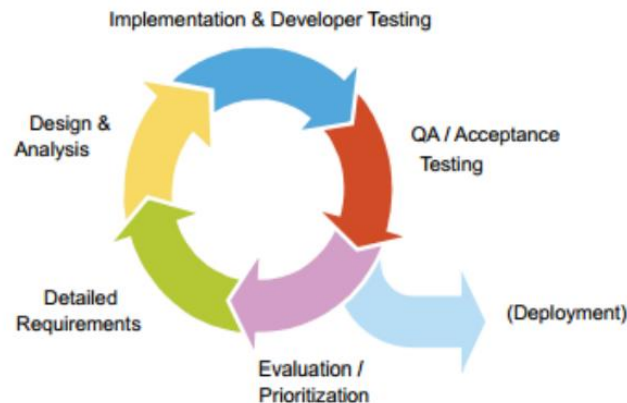 Implementation & Developer Testing
Design &
Analysis
QA / Acceptance
Testing
Detailed
Requirements
(Deployment)
Evaluation /
Prioritization